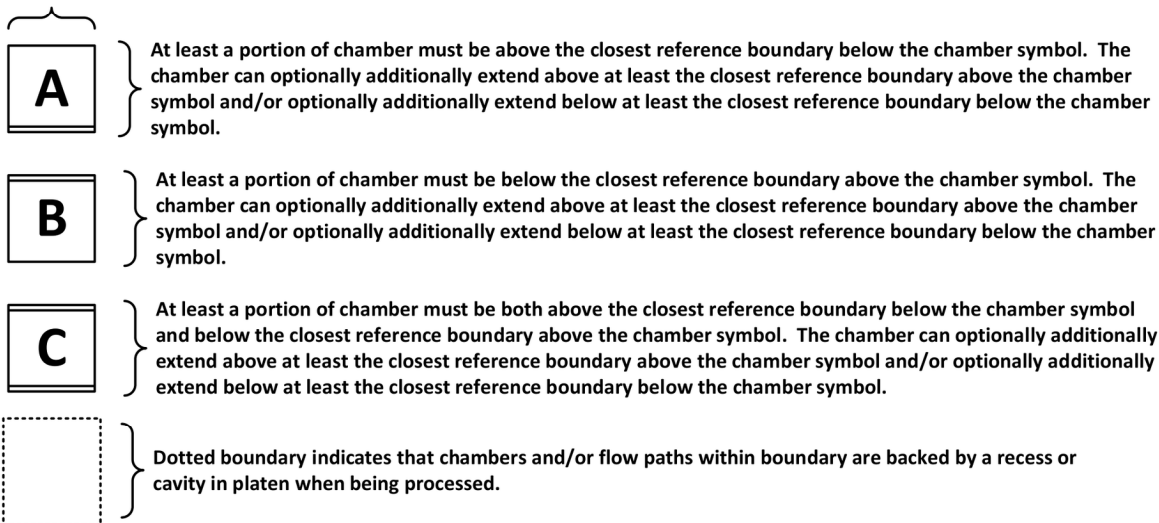 A
At least a portion of chamber must be above the closest reference boundary below the chamber symbol. The
chamber can optionally additionally extend above at least the closest reference boundary above the chamber
symbol and/or optionally additionally extend below at least the closest reference boundary below the chamber
symbol.
B
At least a portion of chamber must be below the closest reference boundary above the chamber symbol. The
chamber can optionally additionally extend above at least the closest reference boundary above the chamber
symbol and/or optionally additionally extend below at least the closest reference boundary below the chamber
symbol.
C
At least a portion of chamber must be both above the closest reference boundary below the chamber symbol
and below the closest reference boundary above the chamber symbol. The chamber can optionally additionally
extend above at least the closest reference boundary above the chamber symbol and/or optionally additionally
extend below at least the closest reference boundary below the chamber symbol.
Dotted boundary indicates that chambers and/or flow paths within boundary are backed by a recess or
cavity in platen when being processed.